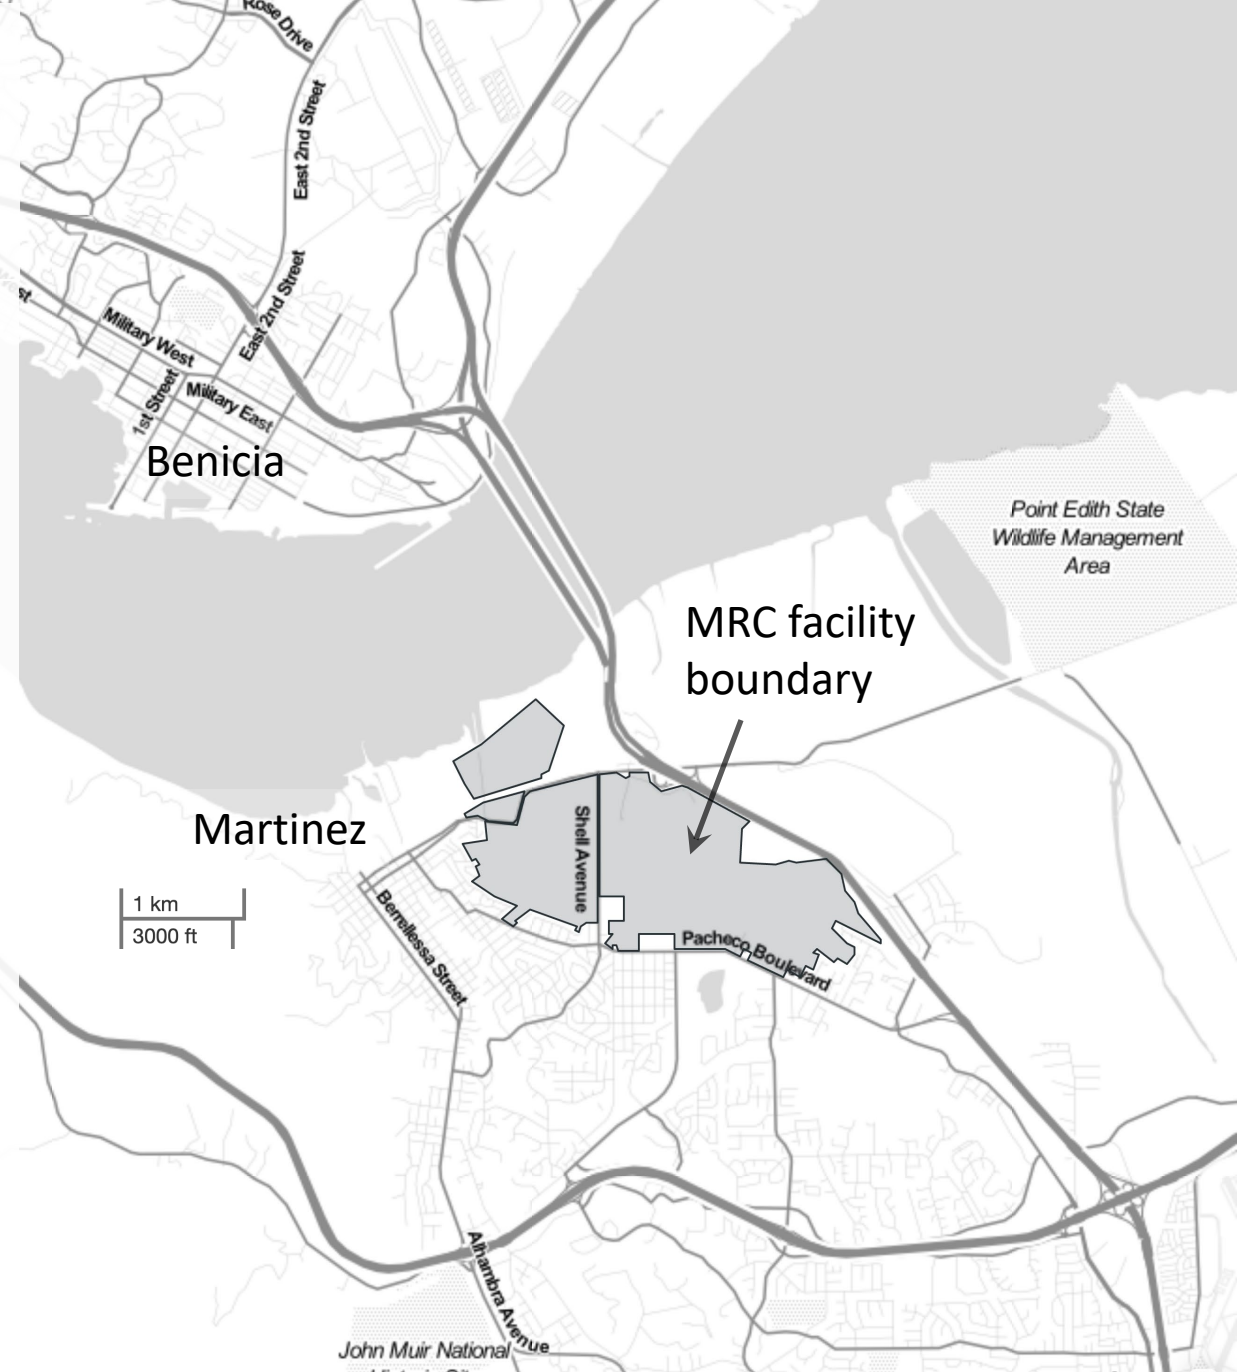 Rose Drive
East 2nd Street
East 2nd Street
st
Military West
1st Street
Military East
Benicia
Point Edith State
Wildlife Management
Area
MRC facility
boundary
Martinez
Shell Avenue
1 km
3000 ft
Berrellessa Street
Pacheco Boulevard
Alhambra Avenue
John Muir National